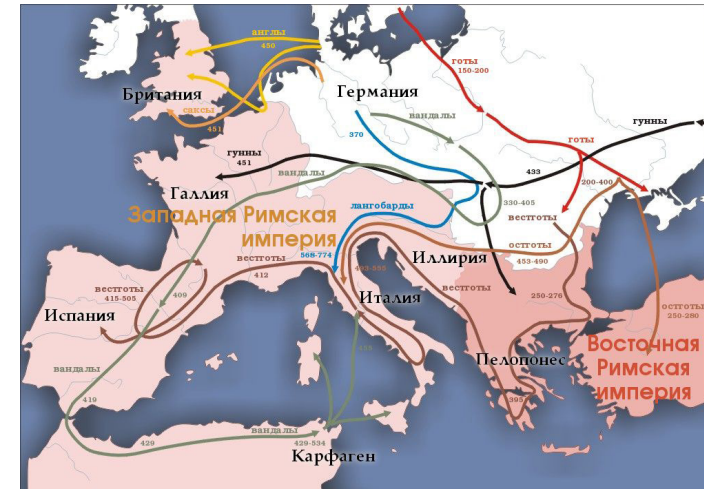 англы
450
готы
150-200
Британия
саксы
451
Германия
вандалы
370
готы
гунны
гунны
451
433
вандалы
Галлия
200-400
330-405
Западная Римская
империя
лангобарды
вестготы
568-774
остготы
453-490
Иллирия
вестготы
412
вестготы
415-505
409
Италия
вестготы
250-276
остготы
250-280
Испания
Пелопонес
Восточная
Римская
империя
вандалы
419
395
429
вандалы
429-534
Карфаген